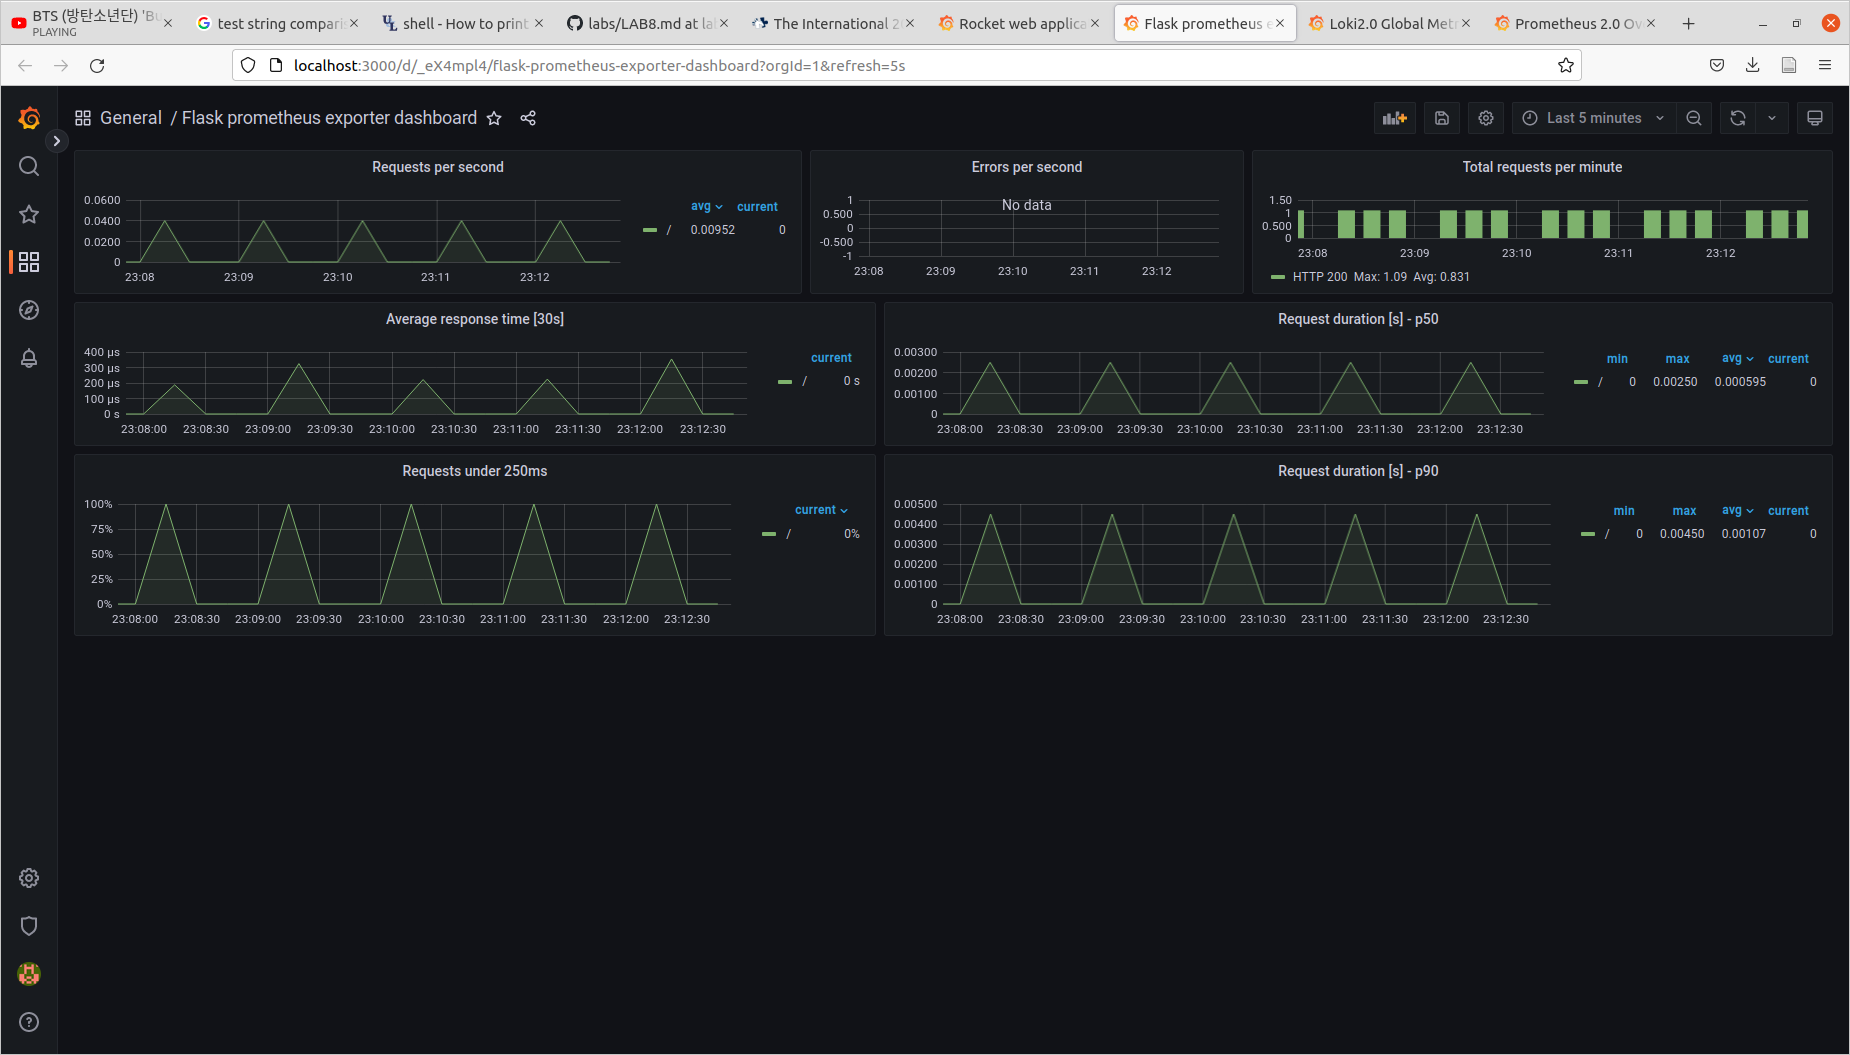 BTS (방탄소년단) 'Bu
PLAYING
test string comparis
shell - How to print
labs/LAB8.md at la
The International 2
Rocket web applica
Flask prometheus e
Loki2.0 Global Metr
Prometheus 2.0 Ov
localhost:3000/d/_eX4mpl4/flask-prometheus-exporter-dashboard?orgId=1&refresh=5s
General / Flask prometheus exporter dashboard
Last 5 minutes
Requests per second
0.0600
0.0400
0.0200
0
23:08 23:09 23:10 23:11 23:12
avg current
/ 0.00952 0
Errors per second
No data
1
0.500
0
-0.500
-1
23:08 23:09 23:10 23:11 23:12
Total requests per minute
1.50
1
0.500
0
23:08 23:09 23:10 23:11 23:12
HTTP 200 Max: 1.09 Avg: 0.831
Average response time [30s]
400 µs
300 µs
200 µs
100 µs
0 s
23:08:00 23:08:30 23:09:00 23:09:30 23:10:00 23:10:30 23:11:00 23:11:30 23:12:00 23:12:30
current
/ 0 s
Request duration [s] - p50
0.00300
0.00200
0.00100
0
23:08:00 23:08:30 23:09:00 23:09:30 23:10:00 23:10:30 23:11:00 23:11:30 23:12:00 23:12:30
min max avg current
/ 0 0.00250 0.000595 0
Requests under 250ms
100%
75%
50%
25%
0%
23:08:00 23:08:30 23:09:00 23:09:30 23:10:00 23:10:30 23:11:00 23:11:30 23:12:00 23:12:30
current
/ 0%
Request duration [s] - p90
0.00500
0.00400
0.00300
0.00200
0.00100
0
23:08:00 23:08:30 23:09:00 23:09:30 23:10:00 23:10:30 23:11:00 23:11:30 23:12:00 23:12:30
min max avg current
/ 0 0.00450 0.00107 0